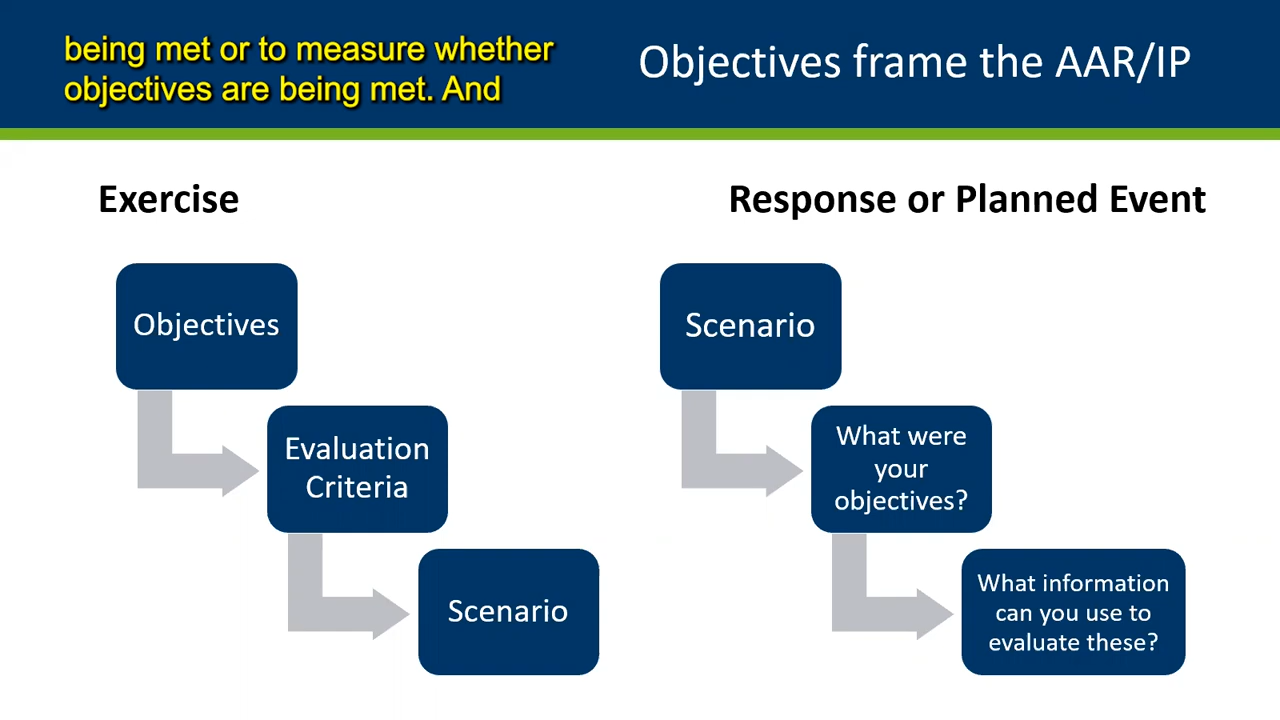 being met or to measure whether
objectives are being met. And
Objectives frame the AAR/IP
Exercise
Objectives
Evaluation
Criteria
Scenario
Response or Planned Event
Scenario
What were
your
objectives?
What information
can you use to
evaluate these?